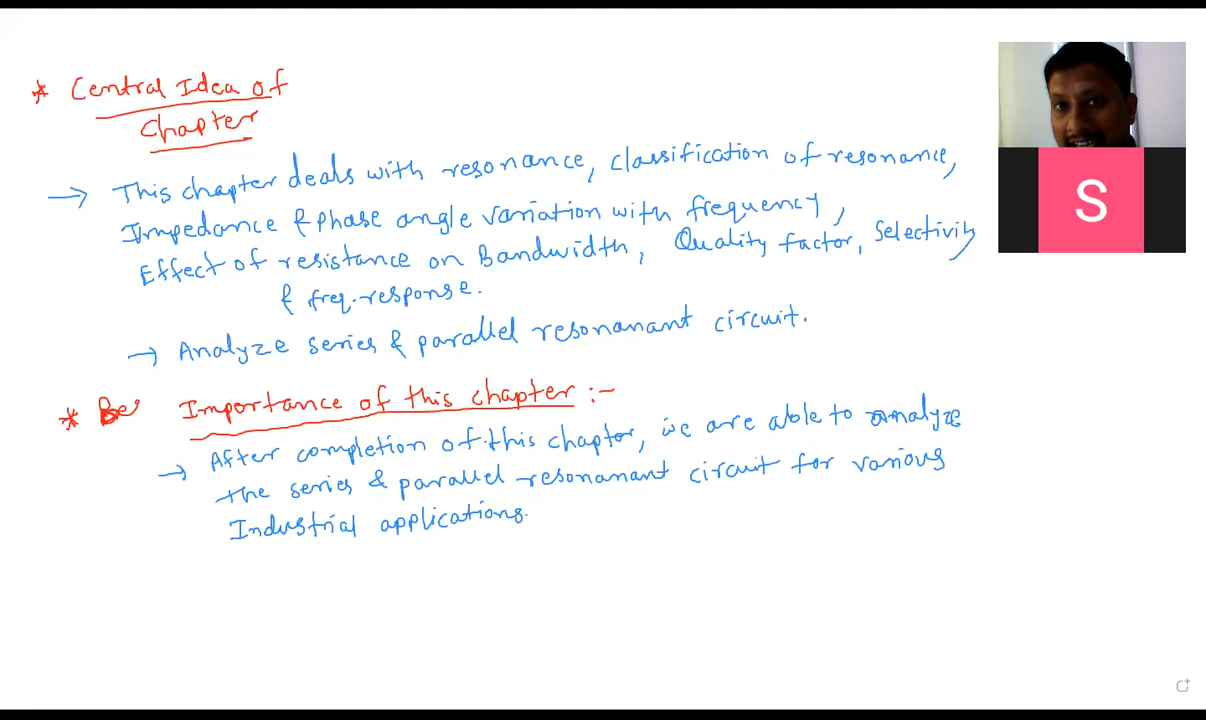 * Central Idea of
Chapter
→ This chapter deals with resonance, classification of resonance,
Impedance & phase angle variation with frequency,
Effect of resistance on Bandwidth, Quality factor, Selectivity
& freq. response.
→ Analyze series & parallel resonanant circuit.
* Importance of this chapter :-
→ After completion of this chapter, we are able to analyze
the series & parallel resonanant circuit for various
Industrial applications.
S